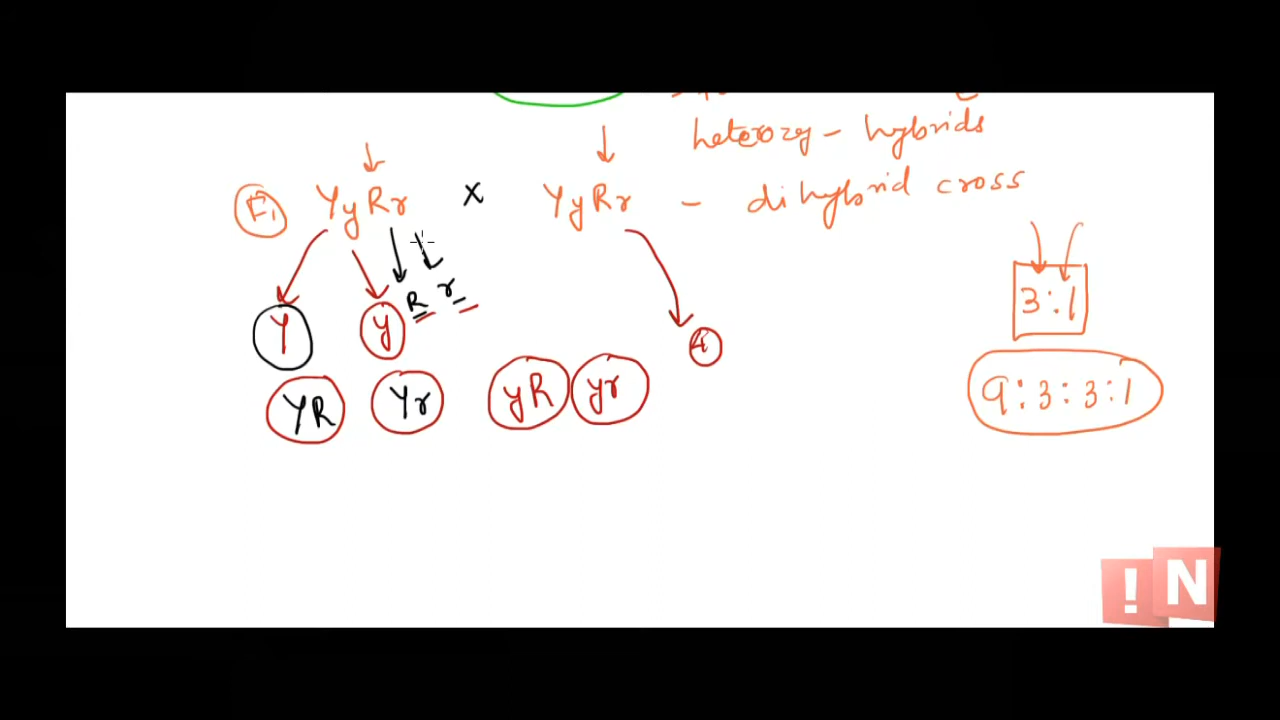 heterozy - hybrids
F1 YyRr x YyRr - dihybrid cross
R r
Y y
3:1
4
YR Yr yR yr
9:3:3:1
!N